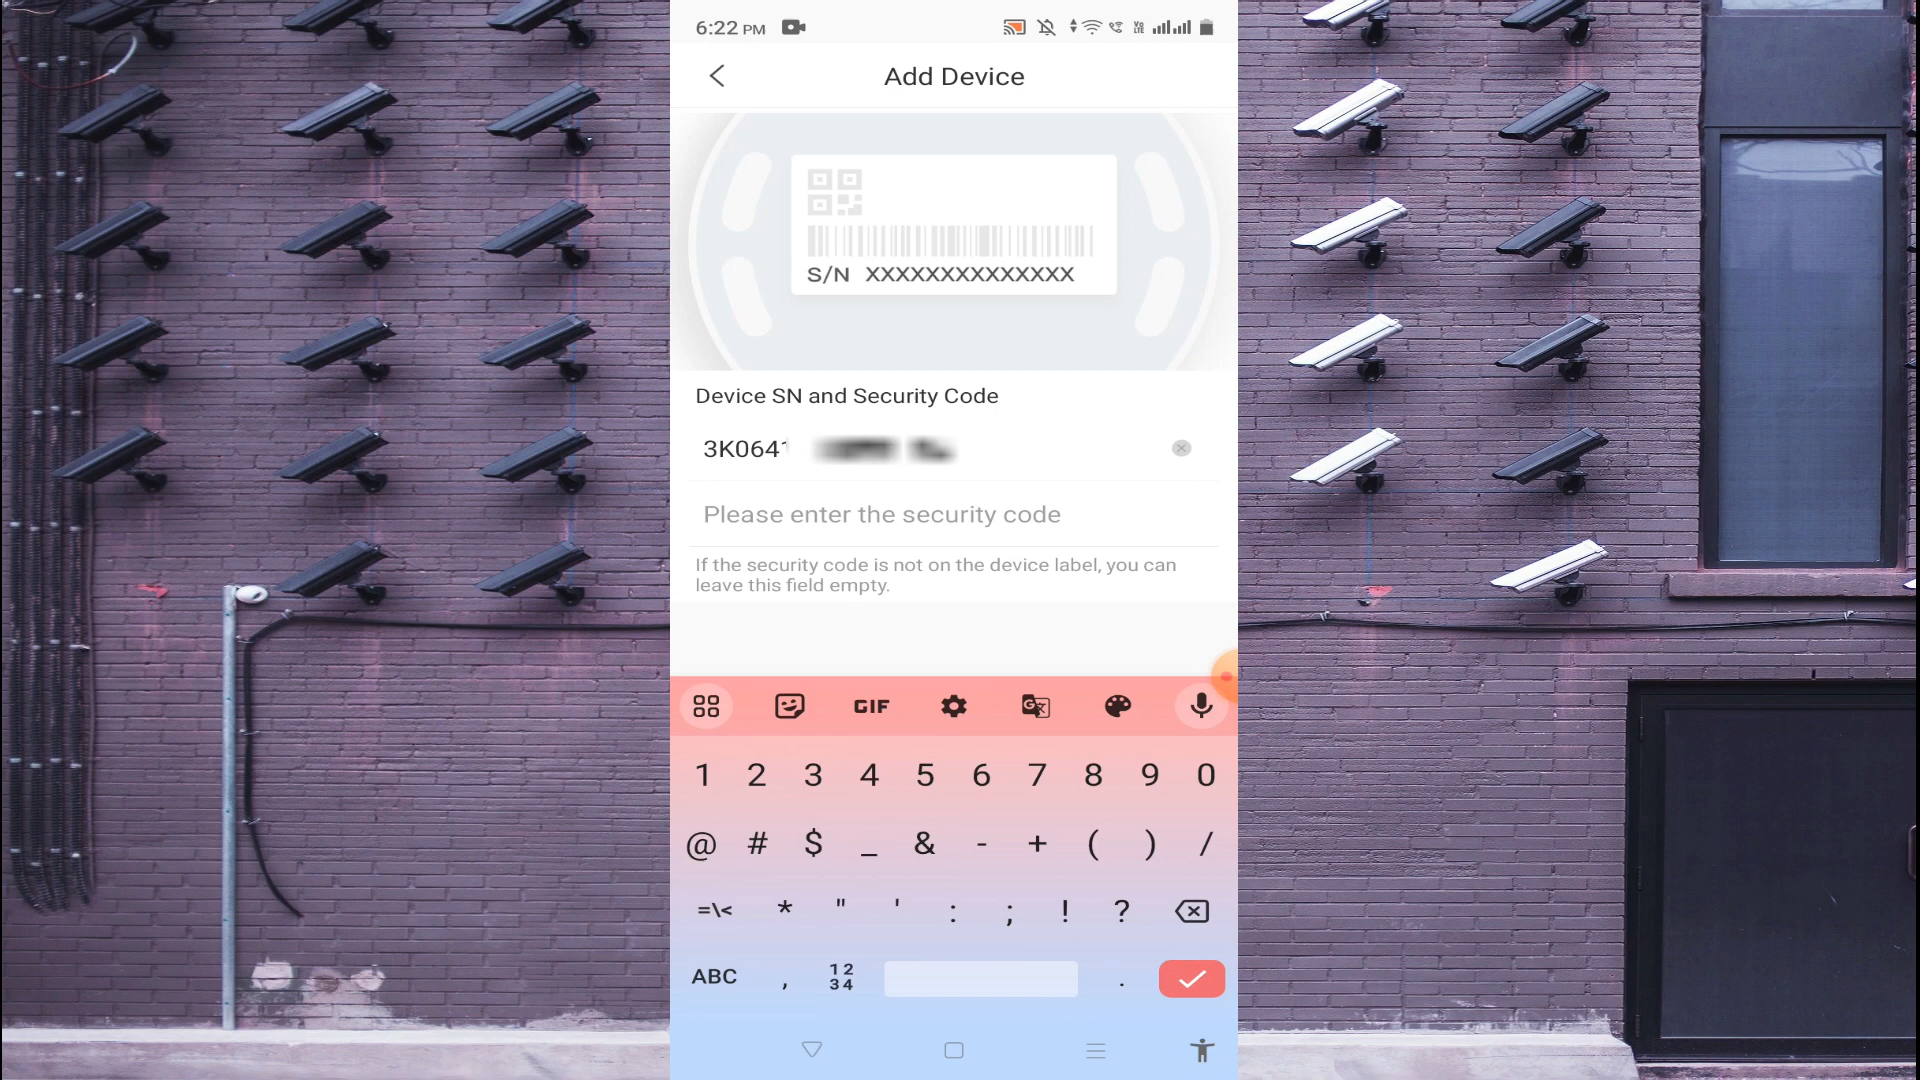 6:22 PM
Add Device
S/N XXXXXXXXXXXXXX
Device SN and Security Code
3K0641
Please enter the security code
If the security code is not on the device label, you can
leave this field empty.
GIF
1 2 3 4 5 6 7 8 9 0
@ # $ _ & - + ( ) /
=\< * " ' : ; ! ?
ABC , 12 34 .